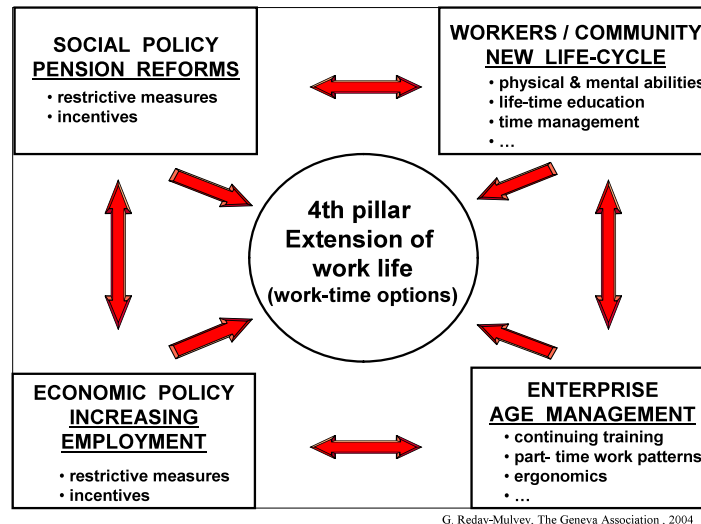 SOCIAL POLICY
PENSION REFORMS
• restrictive measures
• incentives
WORKERS / COMMUNITY
NEW LIFE-CYCLE
• physical & mental abilities
• life-time education
• time management
• ...
4th pillar
Extension of
work life
(work-time options)
ECONOMIC POLICY
INCREASING
EMPLOYMENT
• restrictive measures
• incentives
ENTERPRISE
AGE MANAGEMENT
• continuing training
• part- time work patterns
• ergonomics
• ...
G. Reday-Mulvey, The Geneva Association , 2004